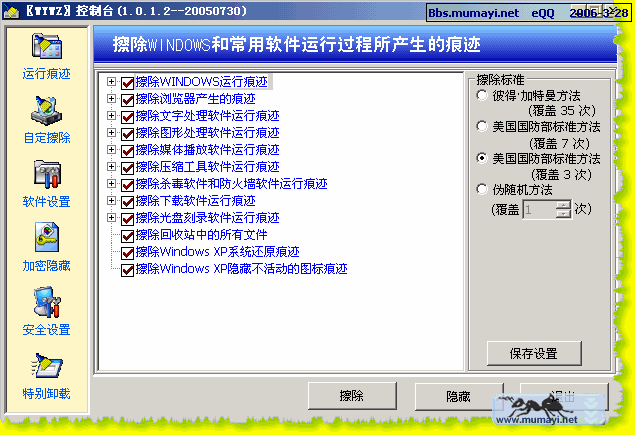 【WYWZ】控制台 (1.0.1.2--20050730)
Bbs.mumayi.net eQQ 2006-3-28
运行痕迹
自定擦除
软件设置
加密隐藏
安全设置
特别卸载
擦除WINDOWS和常用软件运行过程所产生的痕迹
擦除WINDOWS运行痕迹
擦除浏览器产生的痕迹
擦除文字处理软件运行痕迹
擦除图形处理软件运行痕迹
擦除媒体播放软件运行痕迹
擦除压缩工具软件运行痕迹
擦除杀毒软件和防火墙软件运行痕迹
擦除下载软件运行痕迹
擦除光盘刻录软件运行痕迹
擦除回收站中的所有文件
擦除Windows XP系统还原痕迹
擦除Windows XP隐藏不活动的图标痕迹
擦除标准
彼得·加特曼方法
(覆盖 35 次)
美国国防部标准方法
(覆盖 7 次)
美国国防部标准方法
(覆盖 3 次)
伪随机方法
(覆盖 1 次)
保存设置
擦除
隐藏
退出
www.mumayi.net